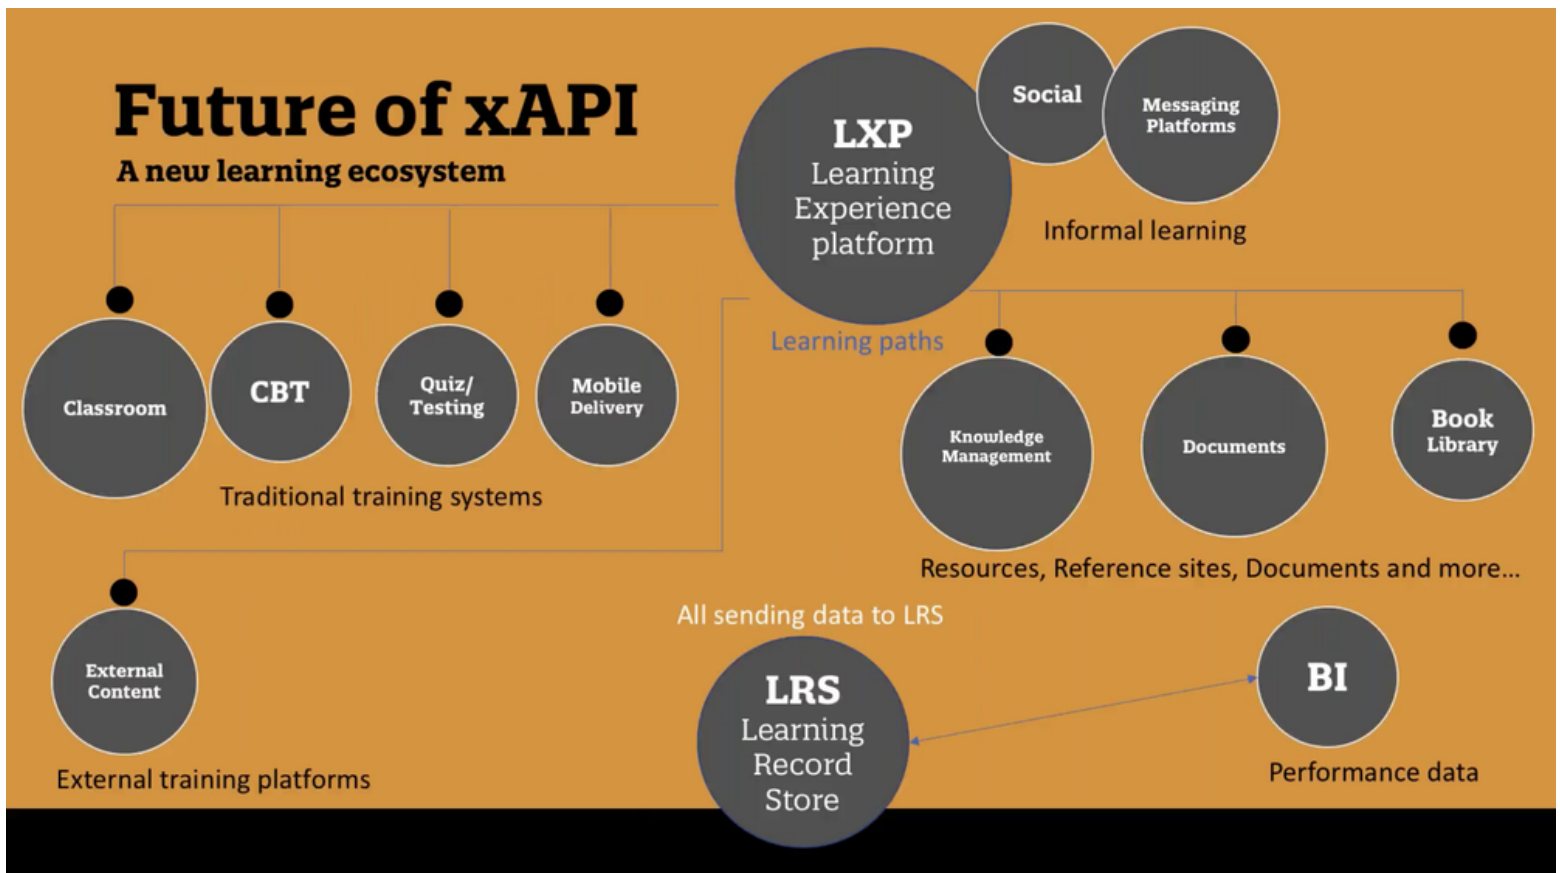 Future of xAPI
A new learning ecosystem
LXP
Learning
Experience
platform
Social
Messaging
Platforms
Informal learning
Learning paths
Classroom
CBT
Quiz/
Testing
Mobile
Delivery
Traditional training systems
Knowledge
Management
Documents
Book
Library
Resources, Reference sites, Documents and more...
External
Content
External training platforms
All sending data to LRS
LRS
Learning
Record
Store
BI
Performance data